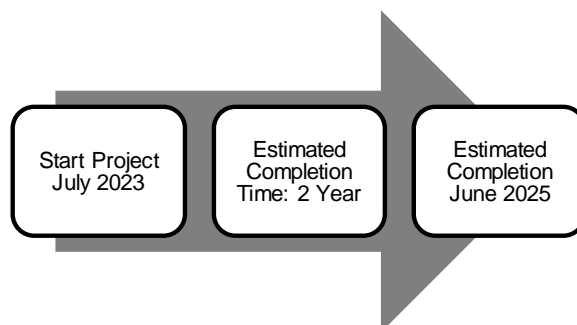 Start Project
July 2023
Estimated
Completion
Time: 2 Year
Estimated
Completion
June 2025